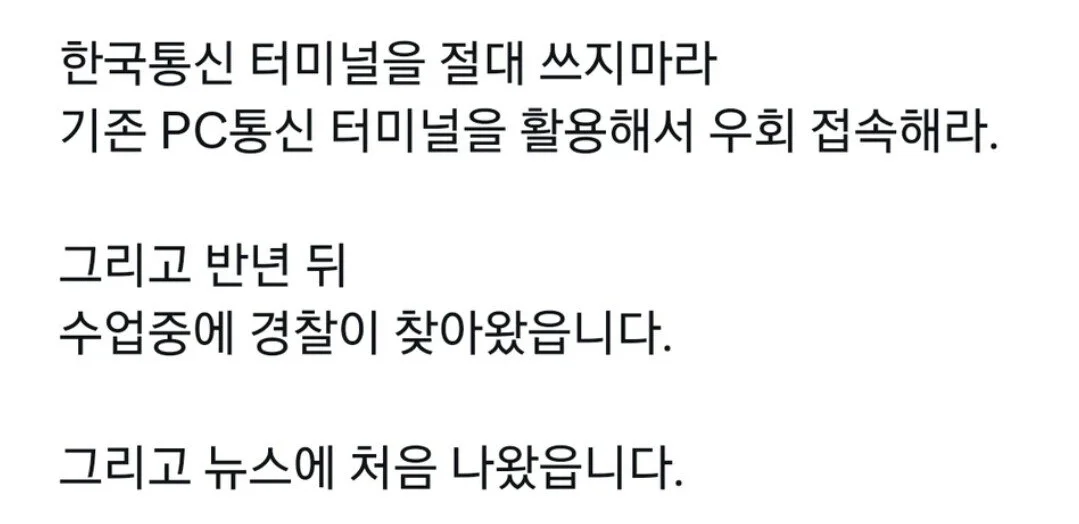 한국통신 터미널을 절대 쓰지마라
기존 PC통신 터미널을 활용해서 우회 접속해라.
그리고 반년 뒤
수업중에 경찰이 찾아왔읍니다.
그리고 뉴스에 처음 나왔읍니다.